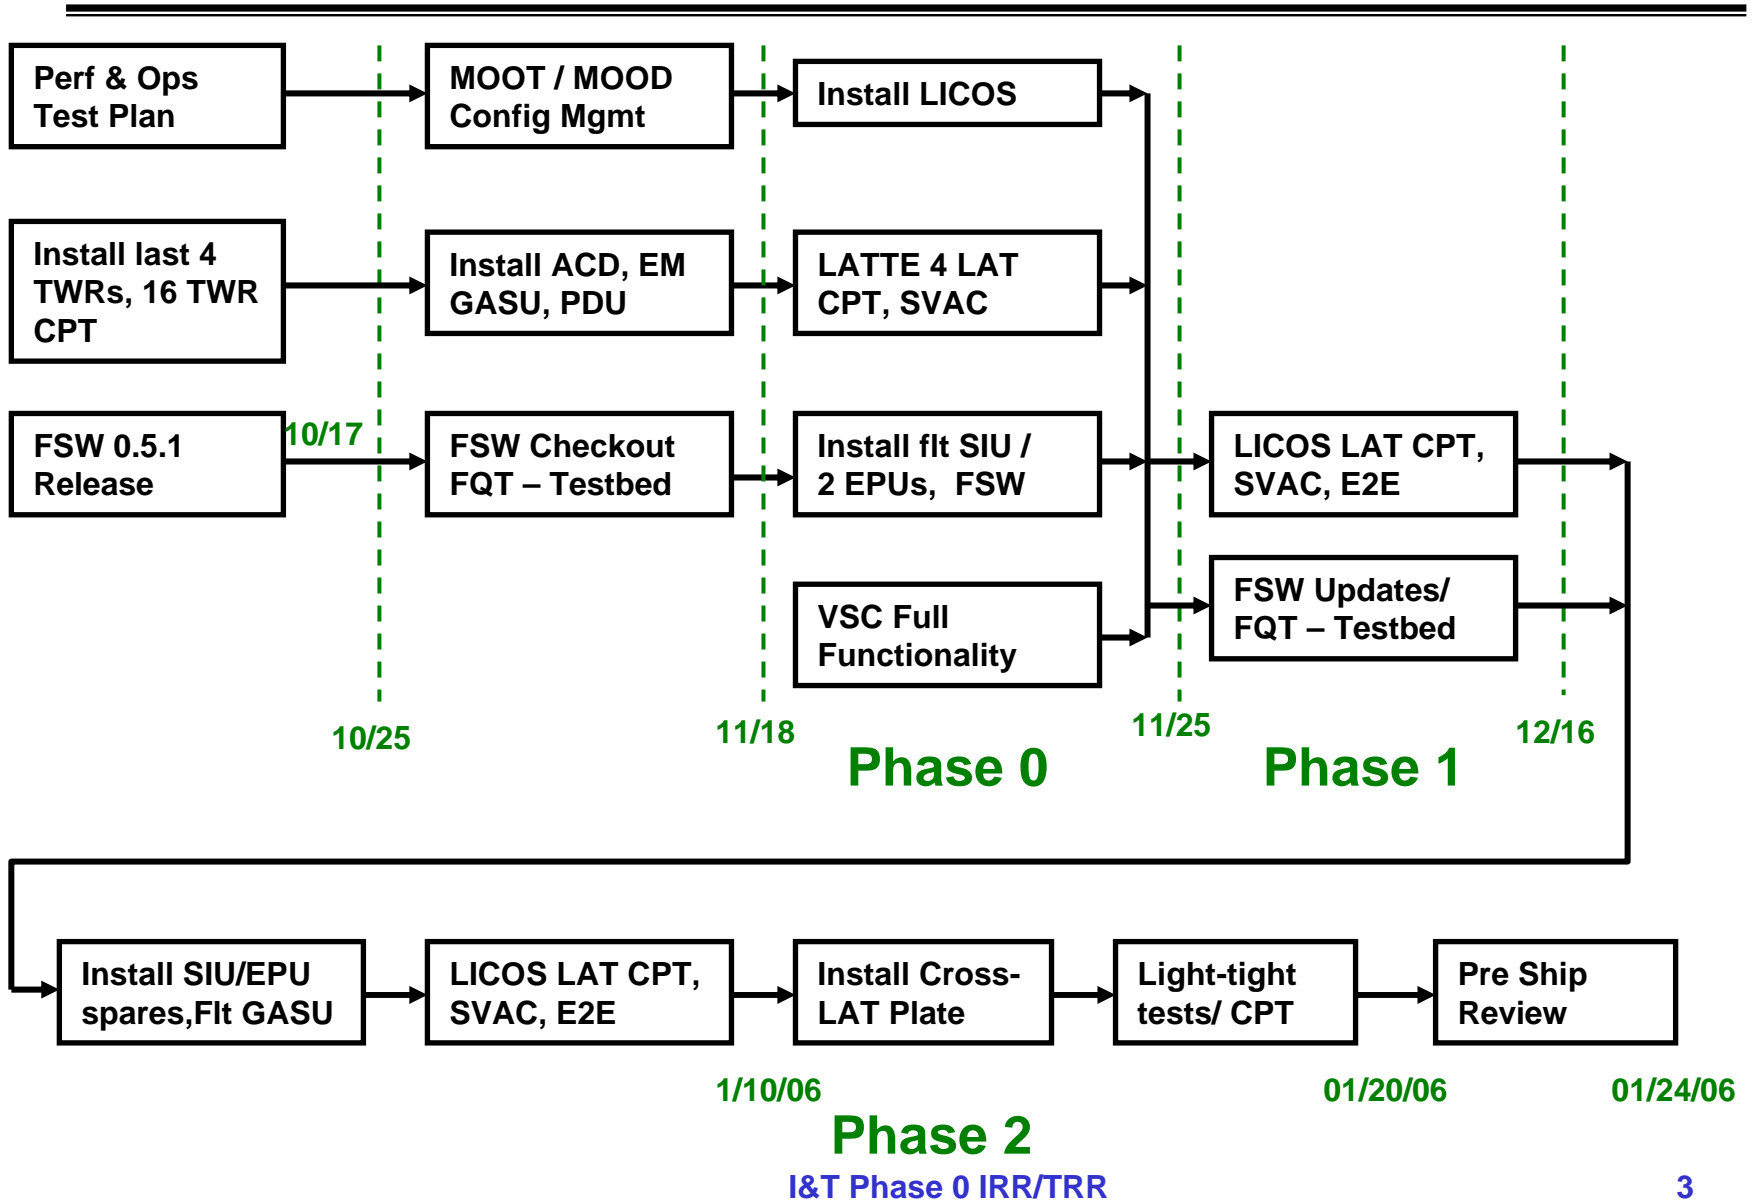 Perf & Ops
Test Plan
MOOT / MOOD
Config Mgmt
Install LICOS
Install last 4
TWRs, 16 TWR
CPT
Install ACD, EM
GASU, PDU
LATTE 4 LAT
CPT, SVAC
FSW 0.5.1
Release
10/17
FSW Checkout
FQT – Testbed
Install flt SIU /
2 EPUs,  FSW
LICOS LAT CPT,
SVAC, E2E
VSC Full
Functionality
FSW Updates/
FQT – Testbed
10/25
11/18
11/25
12/16
Phase 0
Phase 1
Install SIU/EPU
spares,Flt GASU
LICOS LAT CPT,
SVAC, E2E
Install Cross-
LAT Plate
Light-tight
tests/ CPT
Pre Ship
Review
1/10/06
01/20/06
01/24/06
Phase 2
I&T Phase 0 IRR/TRR
3